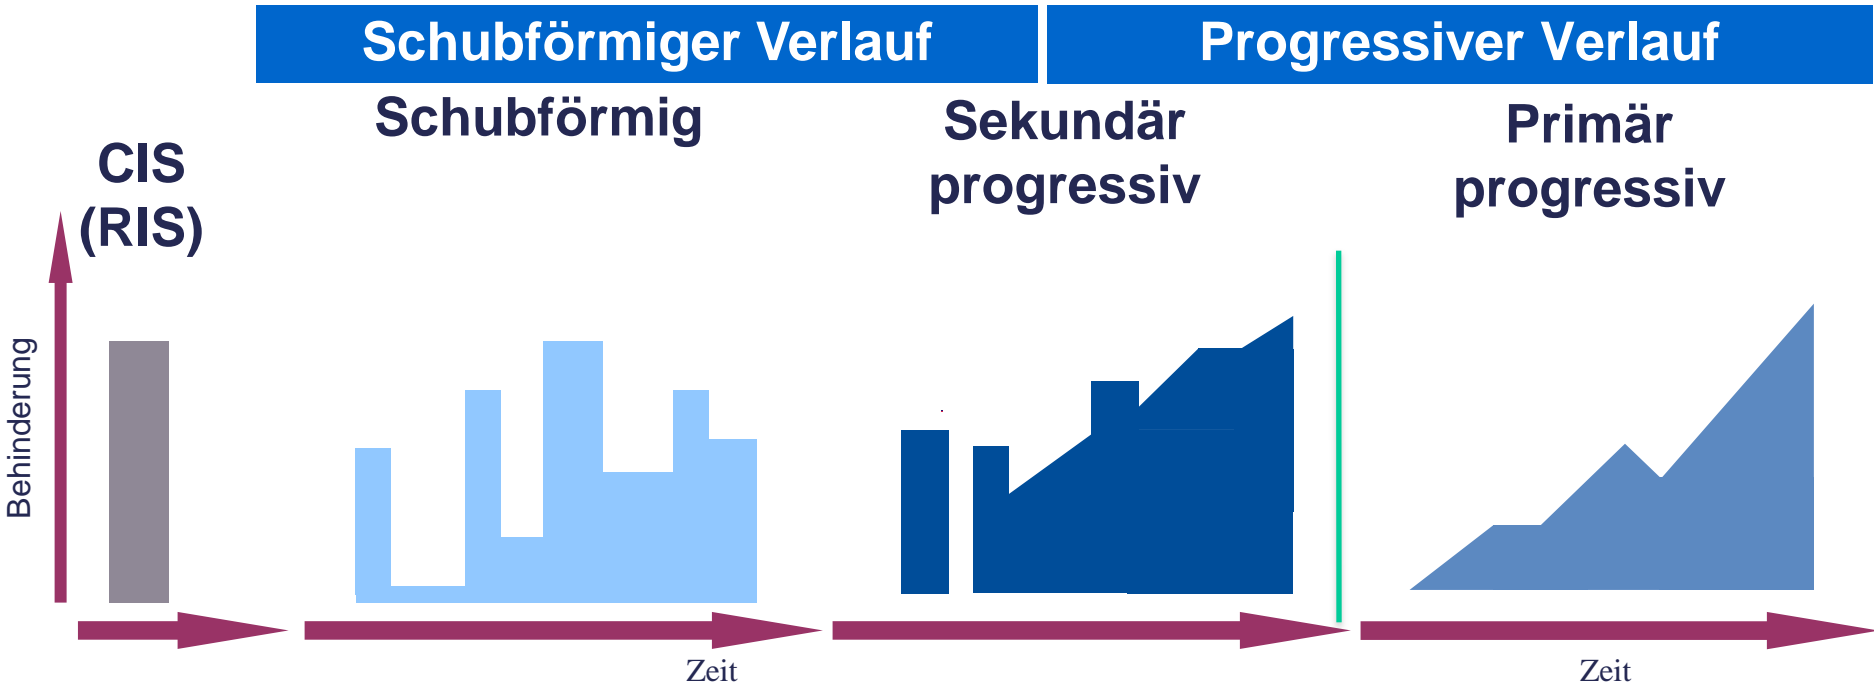 Schubförmiger Verlauf
Progressiver Verlauf
CIS
(RIS)
Schubförmig
Sekundär
progressiv
Primär
progressiv
Behinderung
Zeit
Zeit